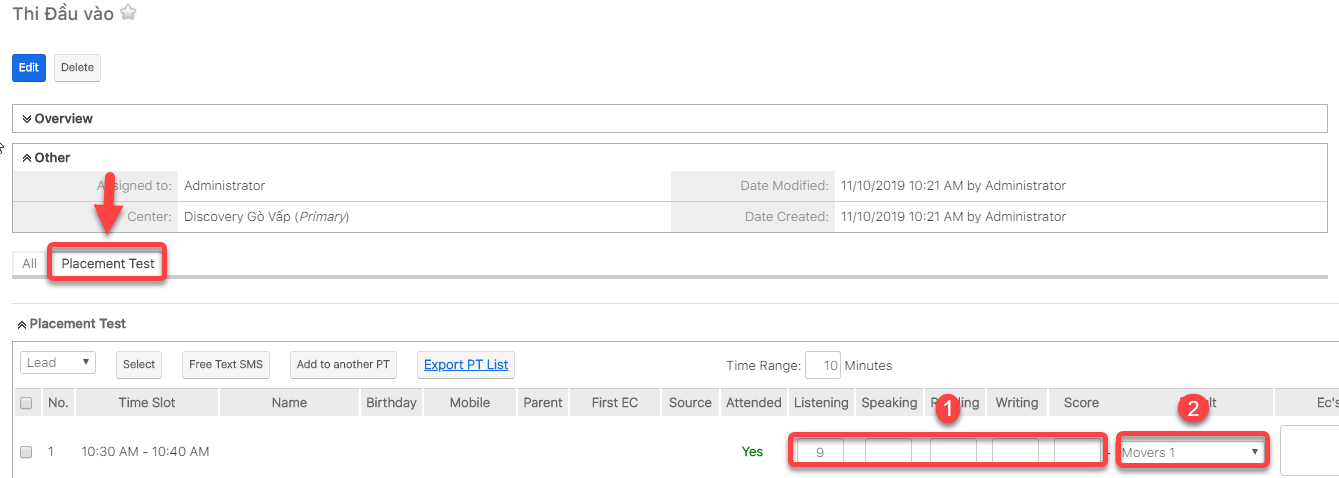 Thi Đầu vào
Edit Delete
Overview
Other
Assigned to: Administrator Date Modified: 11/10/2019 10:21 AM by Administrator
Center: Discovery Gò Vấp (Primary) Date Created: 11/10/2019 10:21 AM by Administrator
All Placement Test
Placement Test
Lead Select Free Text SMS Add to another PT Export PT List Time Range: 10 Minutes
No. Time Slot Name Birthday Mobile Parent First EC Source Attended Listening Speaking 1 Writing Score 2 Ec's
1 10:30 AM - 10:40 AM Yes 9 - Movers 1